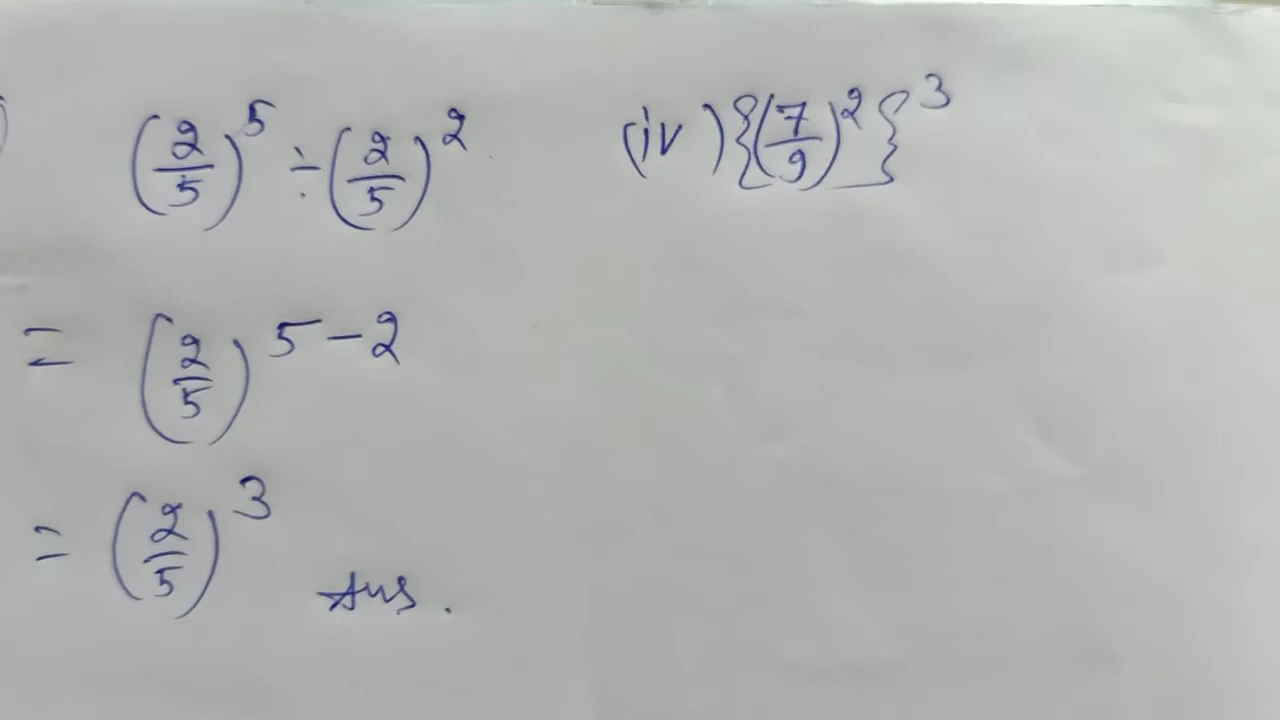 (2/5)^5 ÷ (2/5)^2
= (2/5)^{5-2}
= (2/5)^3 Ans.
(iv) {(7/9)^2}^3